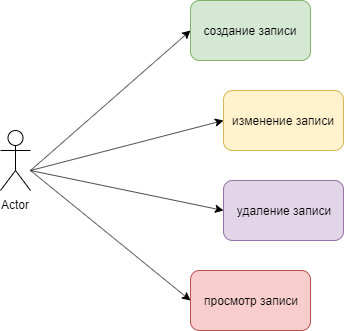 создание записи
изменение записи
Actor
удаление записи
просмотр записи